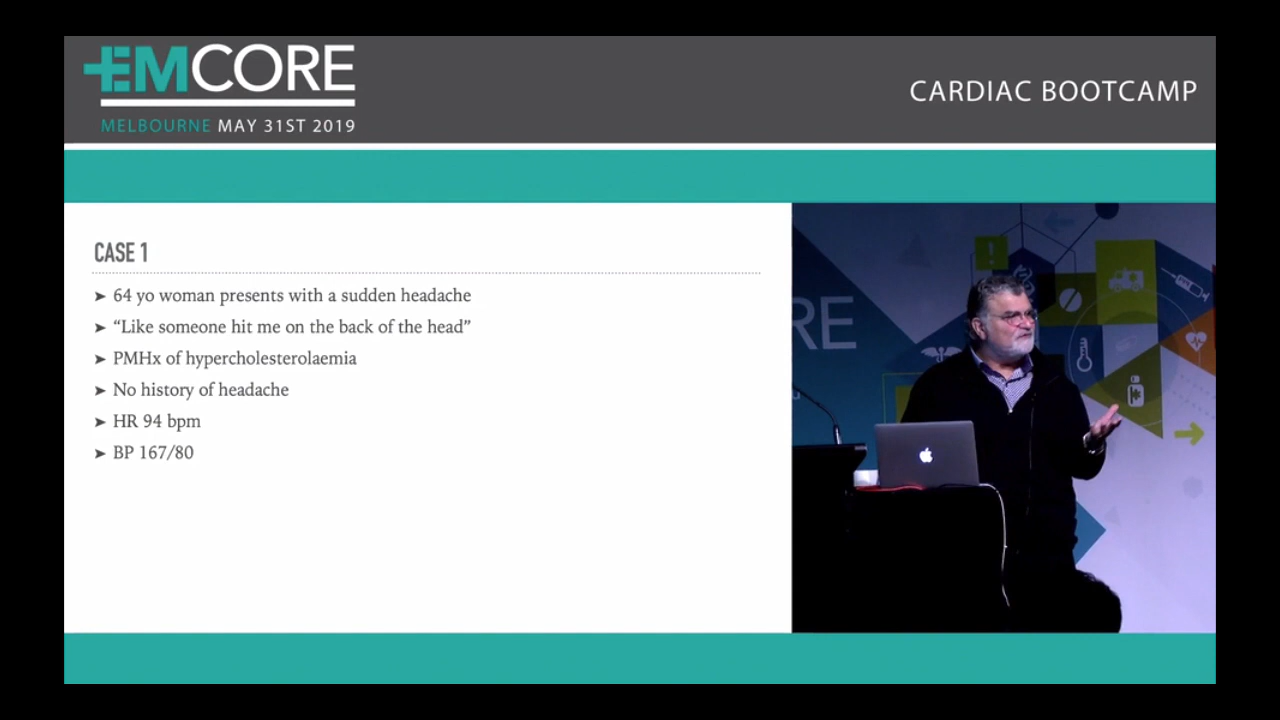 EMCORE
MELBOURNE MAY 31ST 2019
CARDIAC BOOTCAMP
CASE 1
➤ 64 yo woman presents with a sudden headache
➤ “Like someone hit me on the back of the head”
➤ PMHx of hypercholesterolaemia
➤ No history of headache
➤ HR 94 bpm
➤ BP 167/80
RE